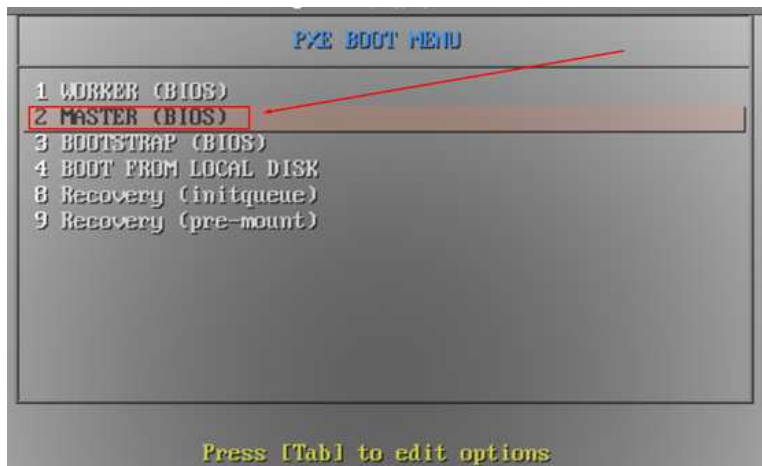 PXE BOOT MENU
1 WORKER (BIOS)
2 MASTER (BIOS)
3 BOOTSTRAP (BIOS)
4 BOOT FROM LOCAL DISK
8 Recovery (initqueue)
9 Recovery (pre-mount)
Press [Tab] to edit options